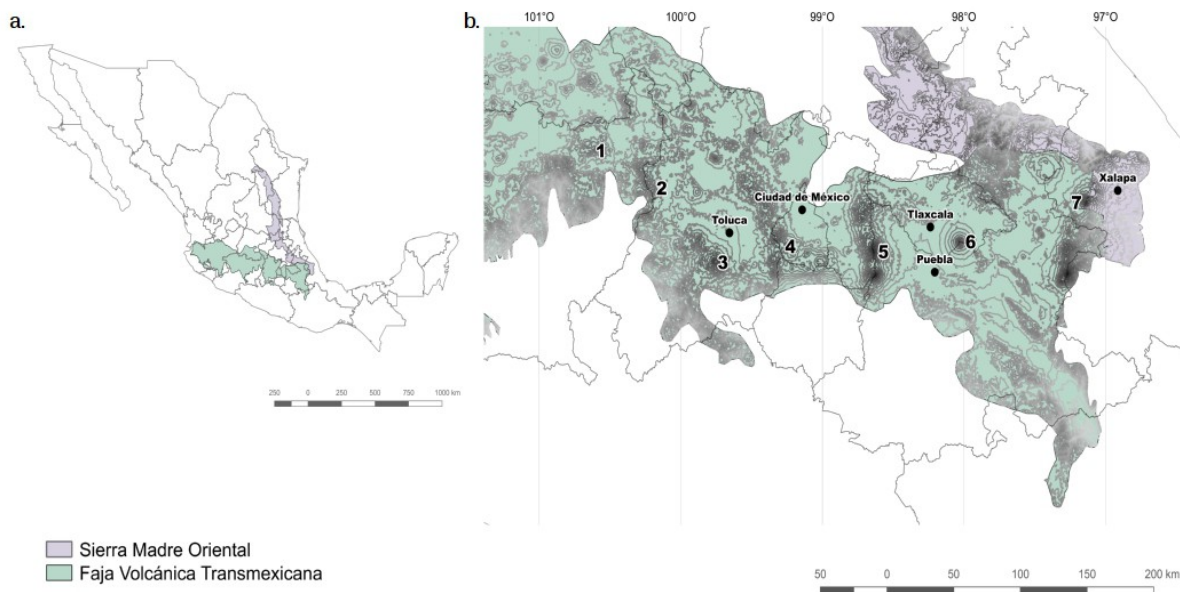 a.
250 0 250 500 750 1000 km
Sierra Madre Oriental
Faja Volcánica Transmexicana
b.
101°O 100°O 99°O 98°O 97°O
1
2
Xalapa
7
Ciudad de México
Toluca
Tlaxcala
4
6
5
3
Puebla
50 0 50 100 150 200 km